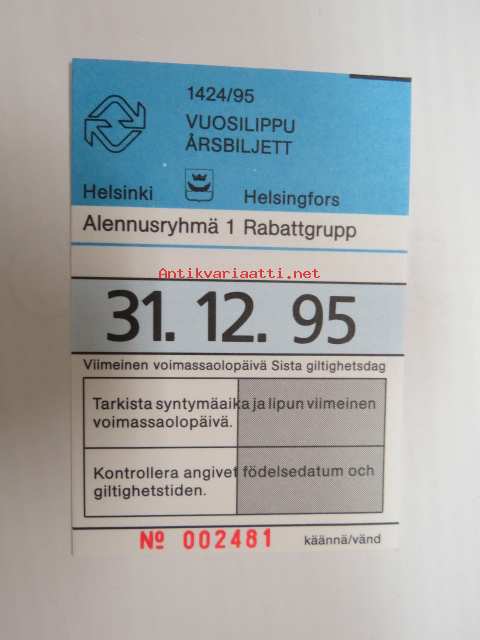 1424/95
VUOSILIPPU
ÅRSBILJETT
Helsinki Helsingfors
Alennusryhmä 1 Rabattgrupp
Antikvariaatti.net
31. 12. 95
Viimeinen voimassaolopäivä Sista giltighetsdag
Tarkista syntymäaika ja lipun viimeinen
voimassaolopäivä.
Kontrollera angivet födelsedatum och
giltighetstiden.
Nº 002481 käännä/vänd